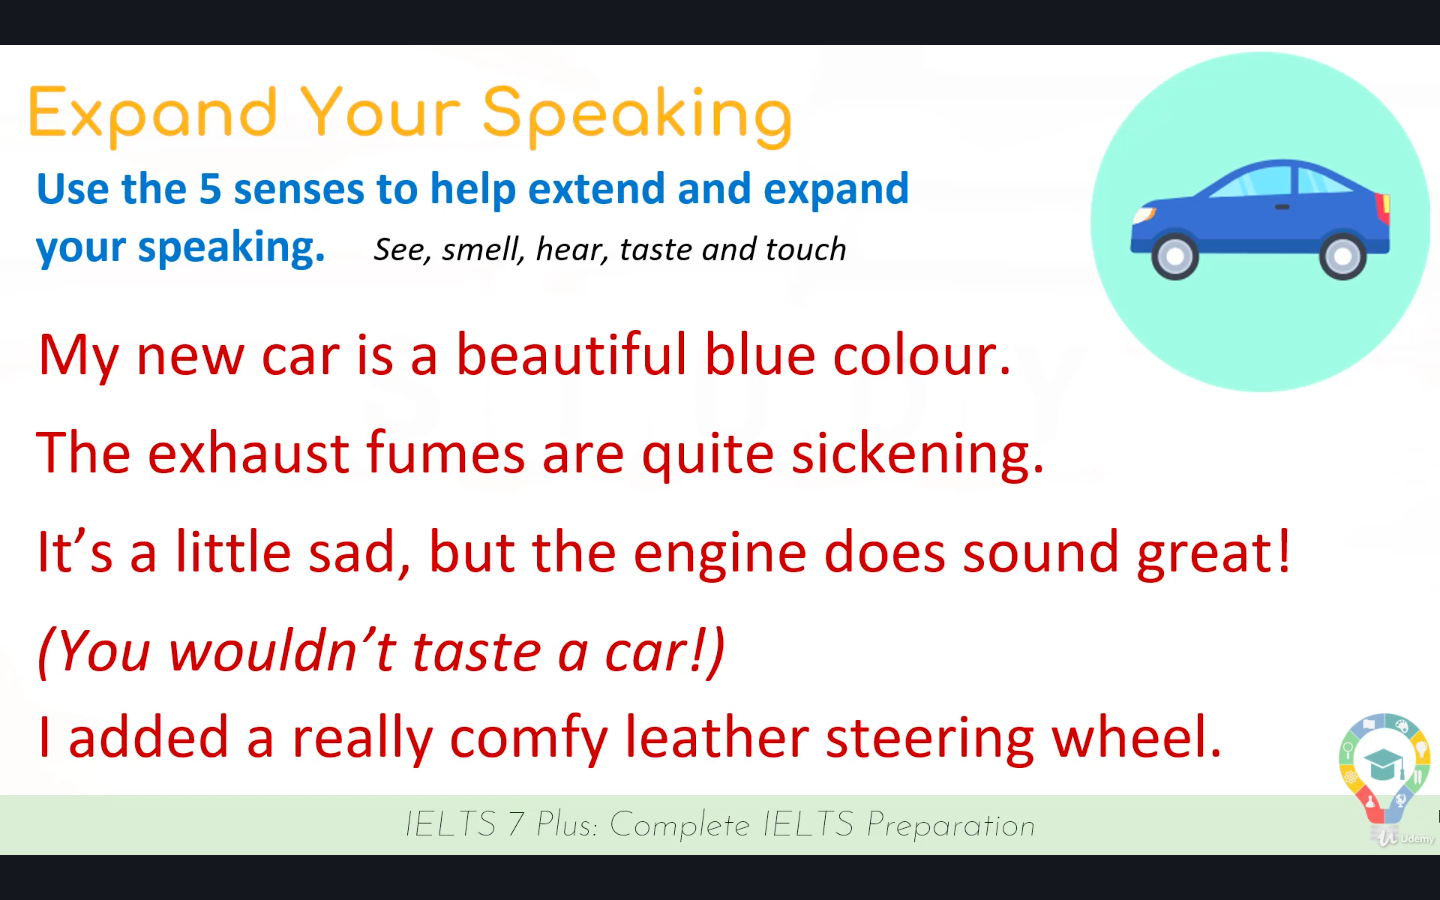 Expand Your Speaking
Use the 5 senses to help extend and expand
your speaking. See, smell, hear, taste and touch
My new car is a beautiful blue colour.
The exhaust fumes are quite sickening.
It’s a little sad, but the engine does sound great!
(You wouldn’t taste a car!)
I added a really comfy leather steering wheel.
IELTS 7 Plus: Complete IELTS Preparation
Udemy